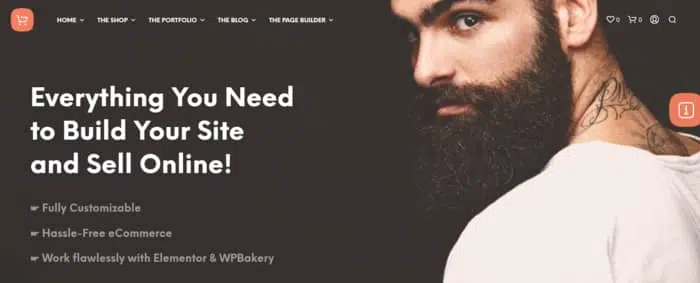 HOME THE SHOP THE PORTFOLIO THE BLOG THE PAGE BUILDER 0 0
Everything You Need
to Build Your Site
and Sell Online!
☛ Fully Customizable
☛ Hassle-Free eCommerce
☛ Work flawlessly with Elementor & WPBakery